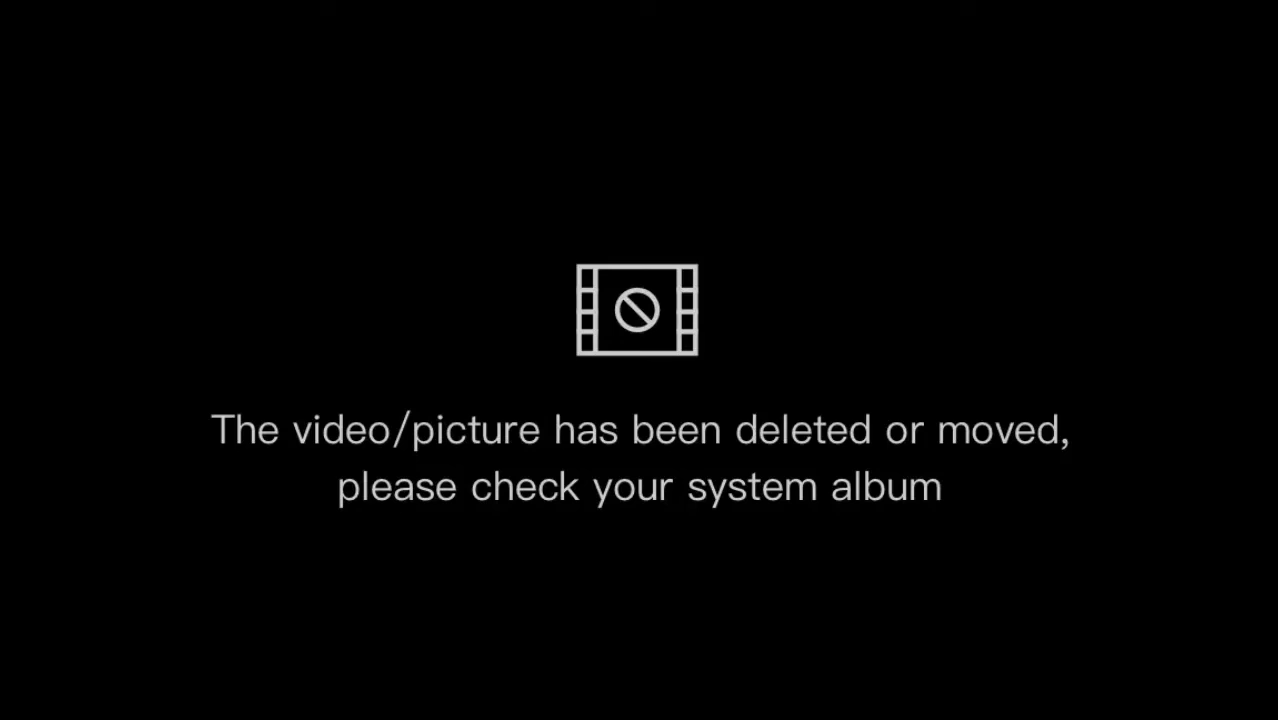 The video/picture has been deleted or moved,
please check your system album